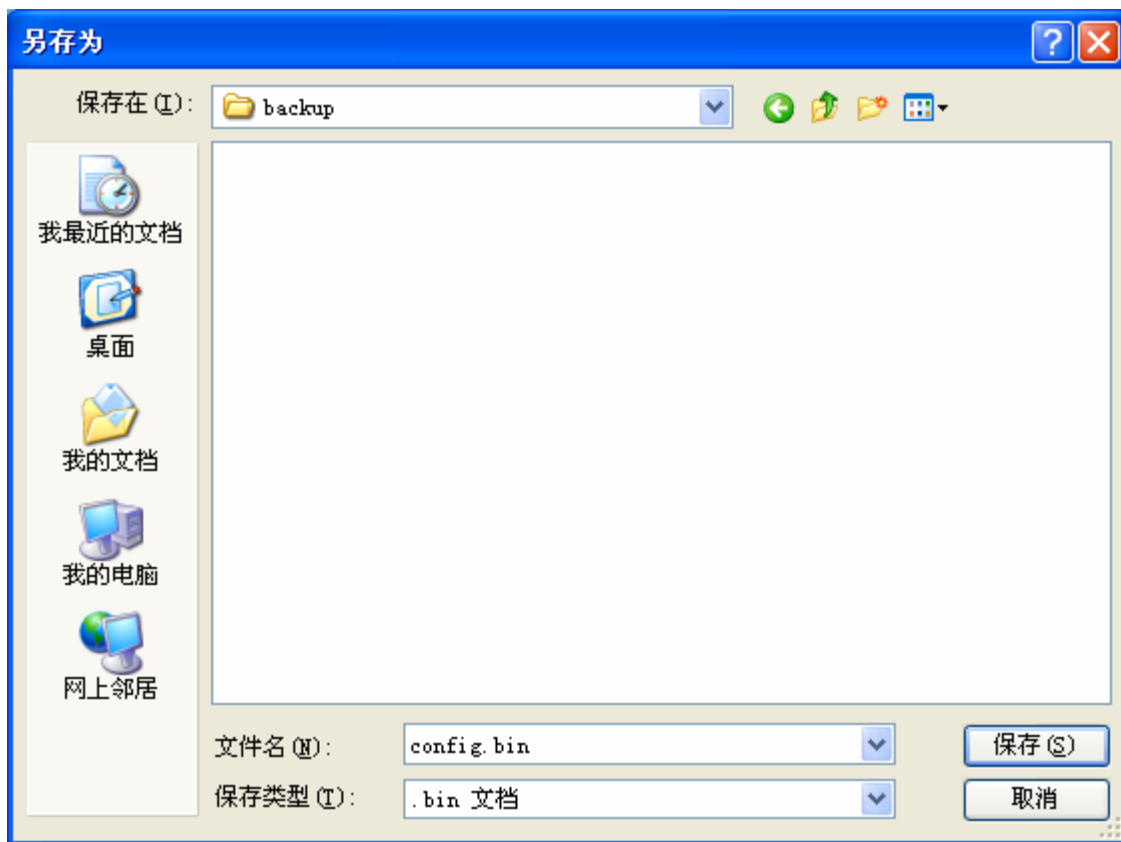 另存为
保存在(I):
backup
我最近的文档
桌面
我的文档
我的电脑
网上邻居
文件名(N):
config.bin
保存(S)
保存类型(T):
.bin 文档
取消